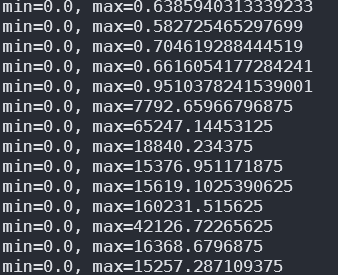 min=0.0, max=0.6385940313339233
min=0.0, max=0.582725465297699
min=0.0, max=0.704619288444519
min=0.0, max=0.6616054177284241
min=0.0, max=0.9510378241539001
min=0.0, max=7792.65966796875
min=0.0, max=65247.14453125
min=0.0, max=18840.234375
min=0.0, max=15376.951171875
min=0.0, max=15619.1025390625
min=0.0, max=160231.515625
min=0.0, max=42126.72265625
min=0.0, max=16368.6796875
min=0.0, max=15257.287109375